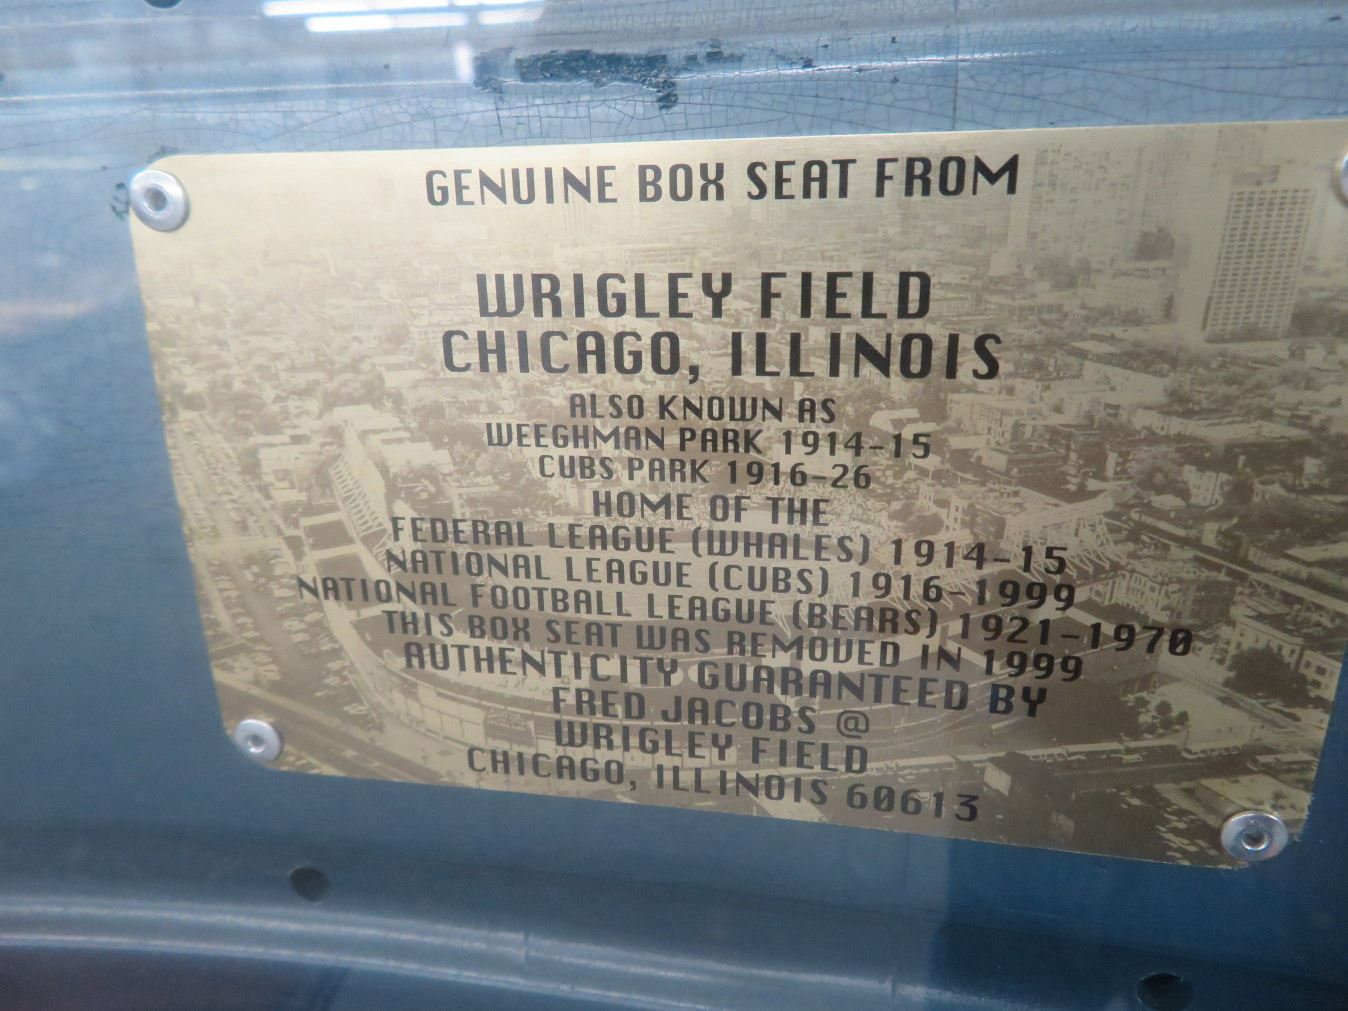 GENUINE BOX SEAT FROM
WRIGLEY FIELD
CHICAGO, ILLINOIS
ALSO KNOWN AS
WEEGHMAN PARK 1914-15
CUBS PARK 1916-26
HOME OF THE
FEDERAL LEAGUE (WHALES) 1914-15
NATIONAL LEAGUE (CUBS) 1916-1999
NATIONAL FOOTBALL LEAGUE (BEARS) 1921-1970
THIS BOX SEAT WAS REMOVED IN 1999
AUTHENTICITY GUARANTEED BY
FRED JACOBS @
WRIGLEY FIELD
CHICAGO, ILLINOIS 60613